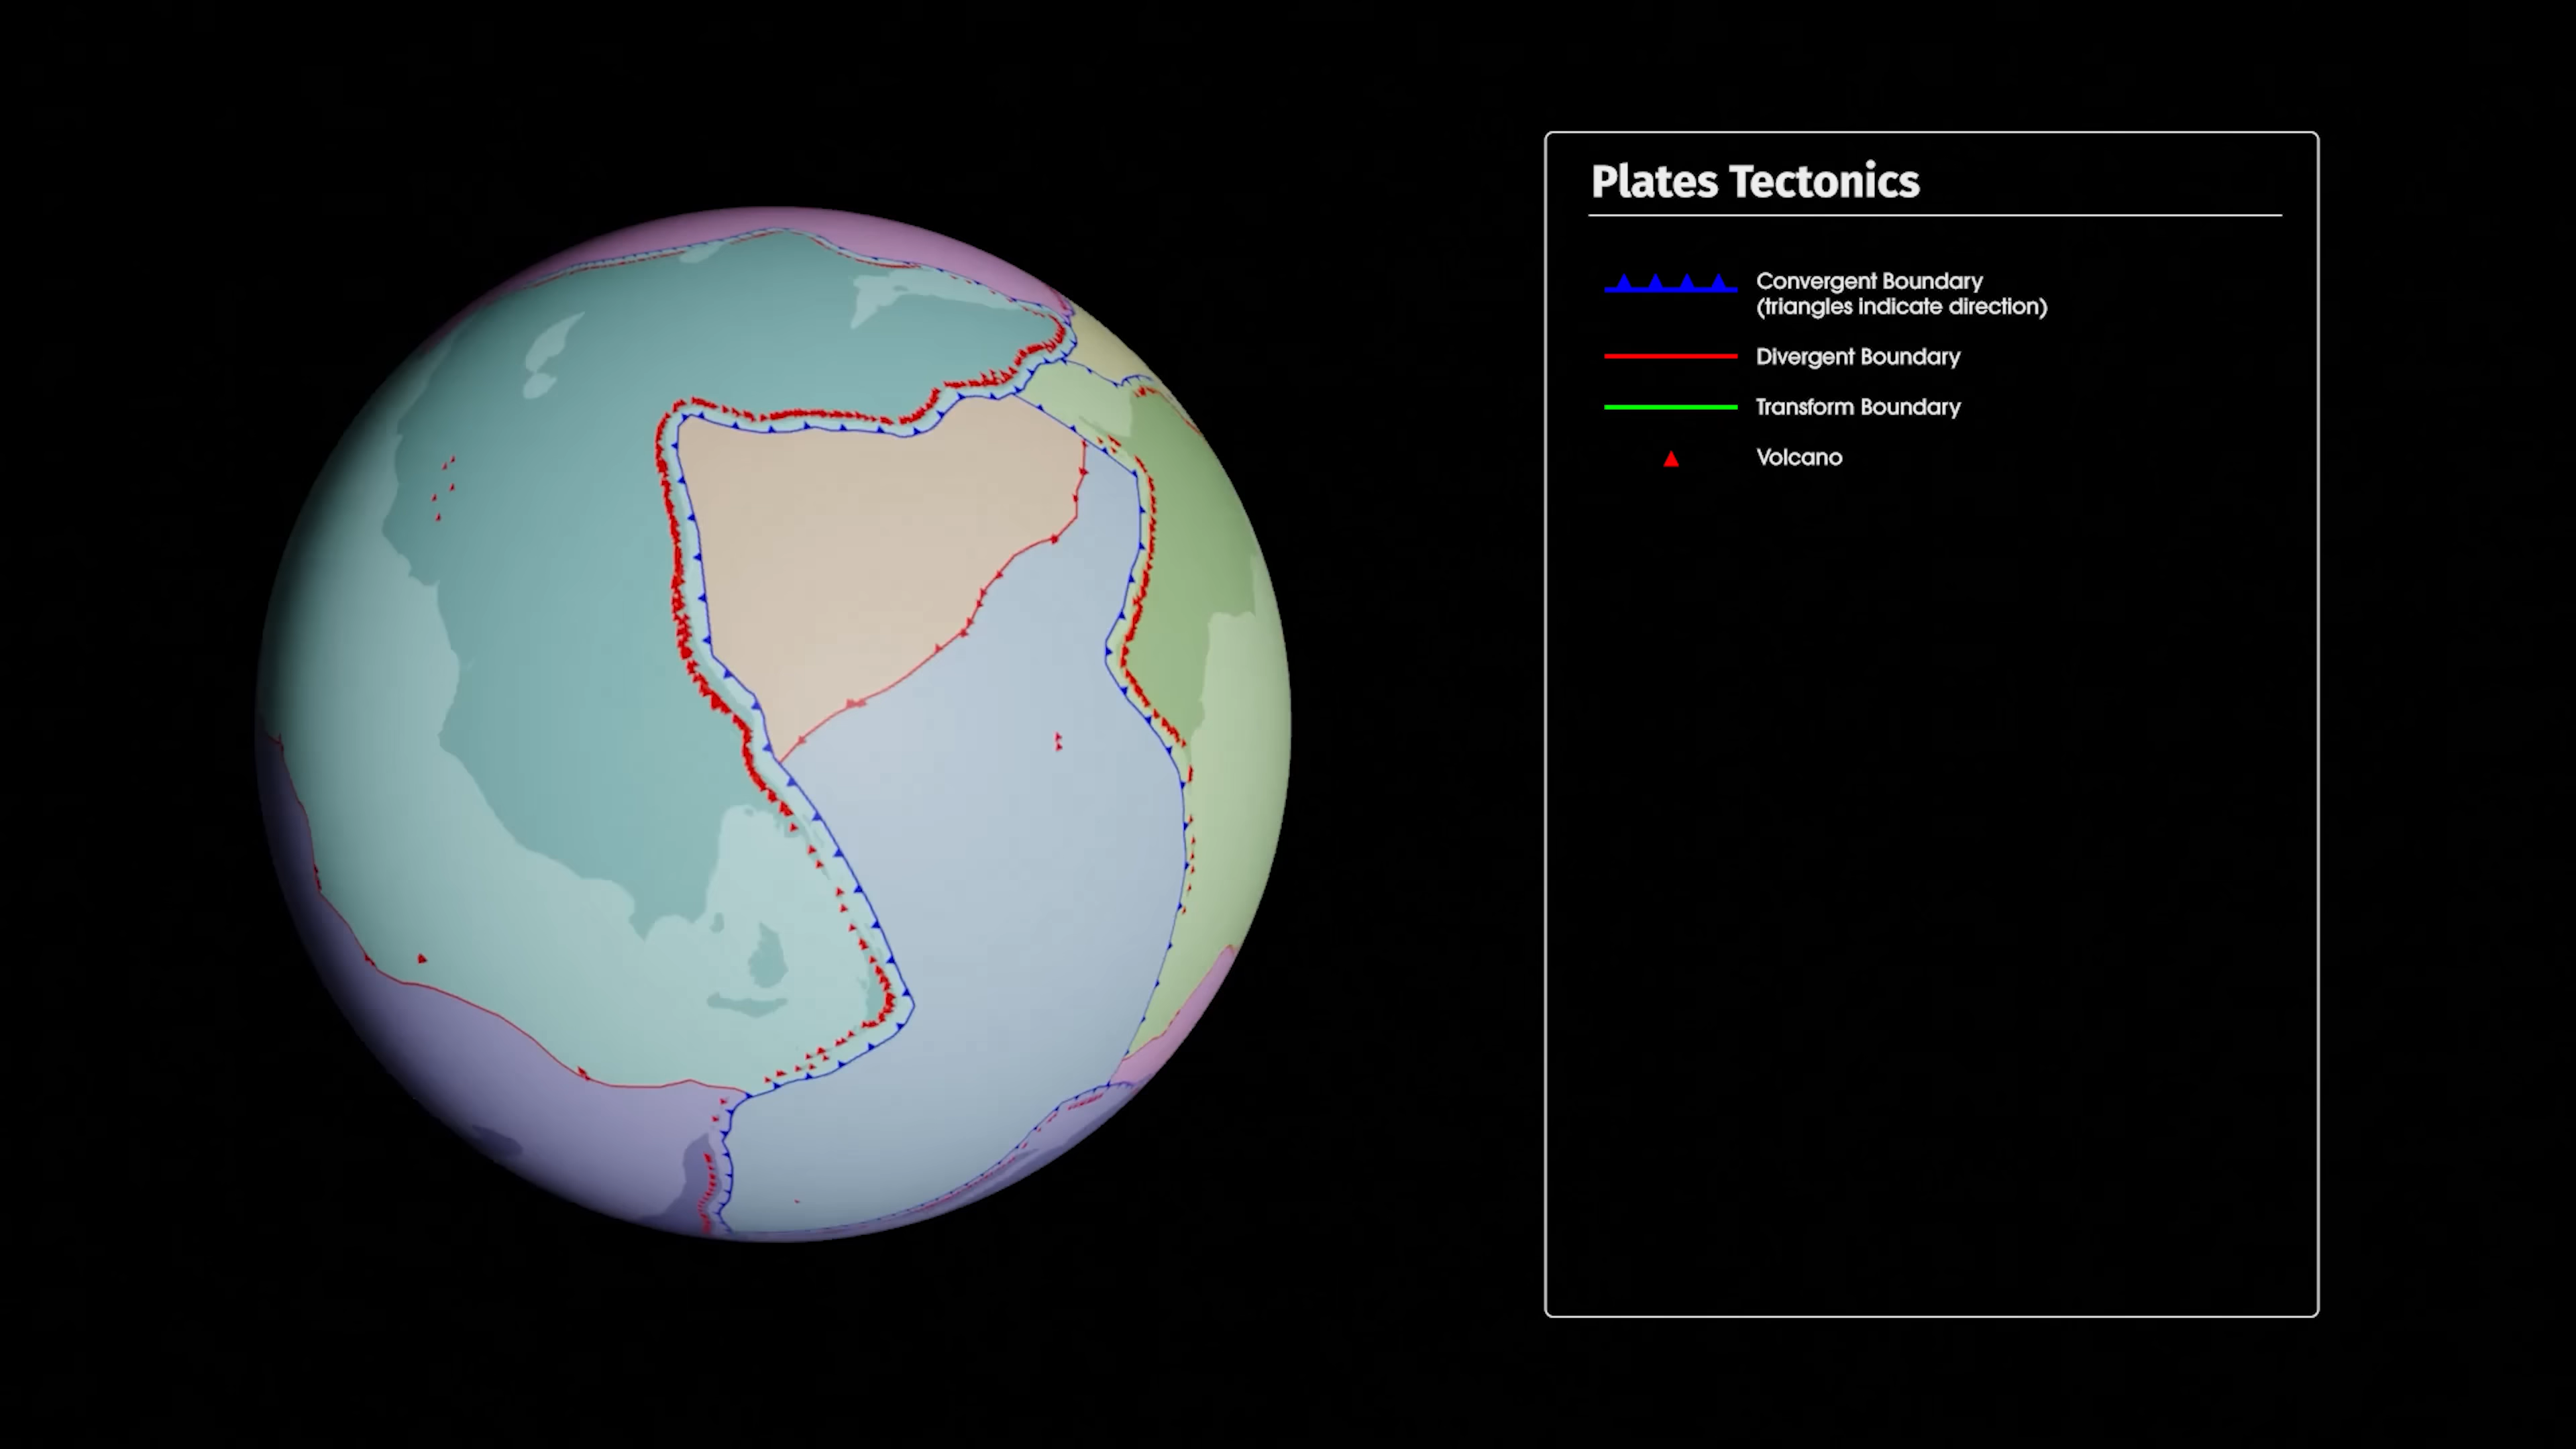 Plates Tectonics
Convergent Boundary
(triangles indicate direction)
Divergent Boundary
Transform Boundary
Volcano